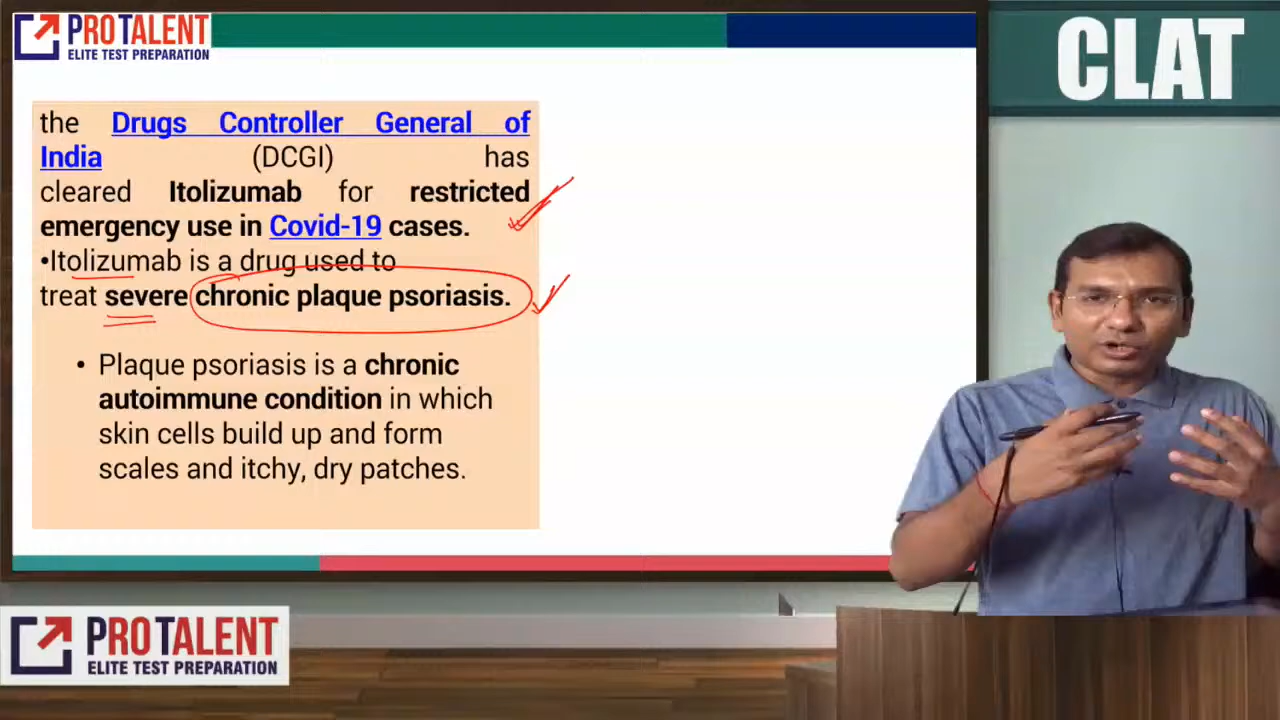 PROTALENT
ELITE TEST PREPARATION
CLAT
the Drugs Controller General of
India (DCGI) has
cleared Itolizumab for restricted
emergency use in Covid-19 cases.
•Itolizumab is a drug used to
treat severe chronic plaque psoriasis.
• Plaque psoriasis is a chronic
autoimmune condition in which
skin cells build up and form
scales and itchy, dry patches.
PROTALENT
ELITE TEST PREPARATION